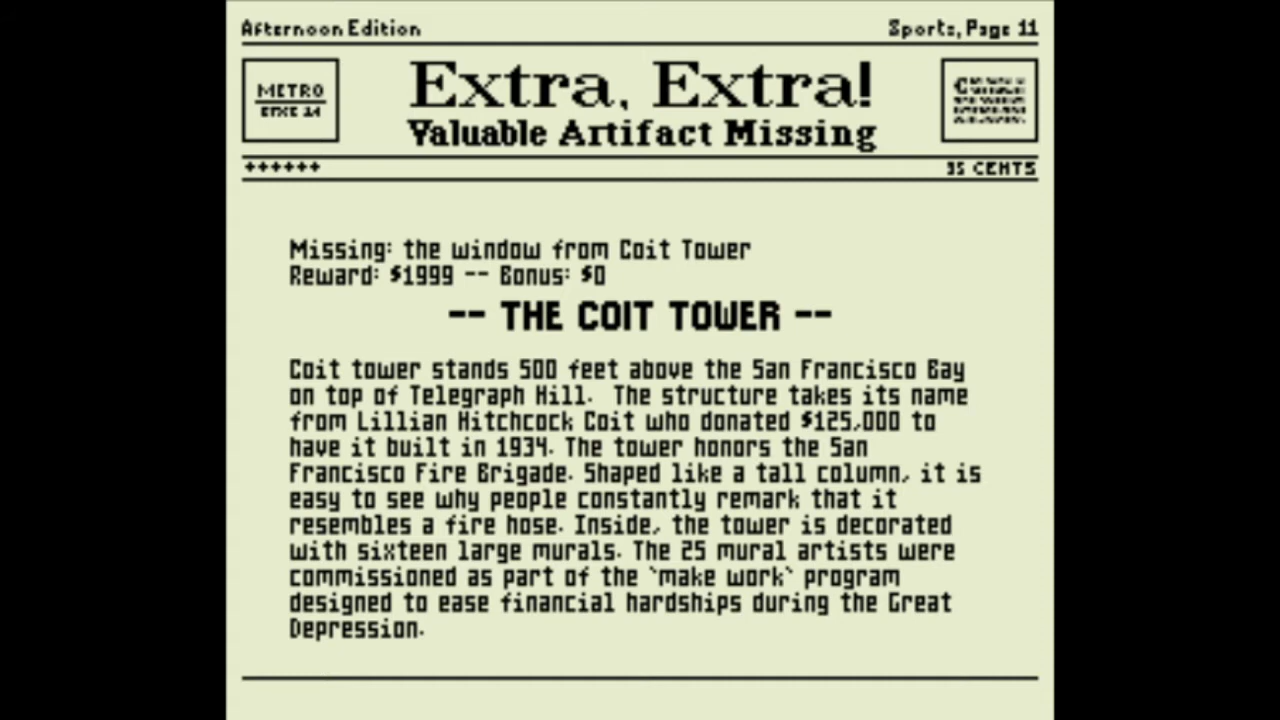 Afternoon Edition
Sports, Page 11
METRO
Extra, Extra!
Valuable Artifact Missing
++++++
35 CENTS
Missing: the window from Coit Tower
Reward: $1999 -- Bonus: $0
-- THE COIT TOWER --
Coit tower stands 500 feet above the San Francisco Bay
on top of Telegraph Hill. The structure takes its name
from Lillian Hitchcock Coit who donated $125,000 to
have it built in 1934. The tower honors the San
Francisco Fire Brigade. Shaped like a tall column, it is
easy to see why people constantly remark that it
resembles a fire hose. Inside, the tower is decorated
with sixteen large murals. The 25 mural artists were
commissioned as part of the `make work` program
designed to ease financial hardships during the Great
Depression.